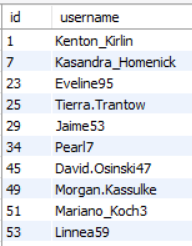 id username
1 Kenton_Kirlin
7 Kasandra_Homenick
23 Eveline95
25 Tierra.Trantow
29 Jaime53
34 Pearl7
45 David.Osinski47
49 Morgan.Kassulke
51 Mariano_Koch3
53 Linnea59